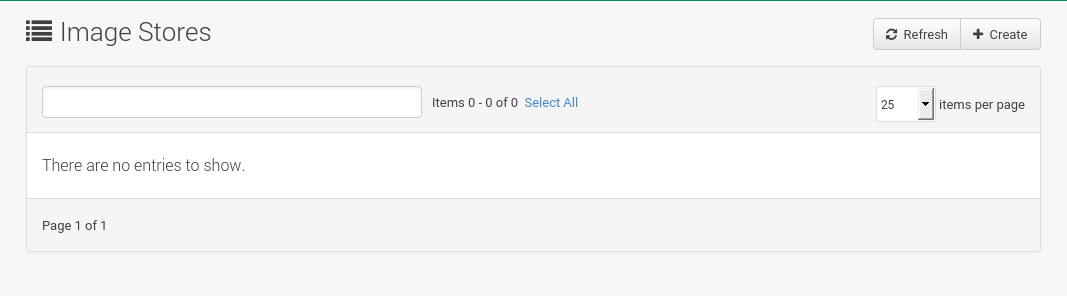 Image Stores
Refresh
Create
Items 0 - 0 of 0 Select All
25
items per page
There are no entries to show.
Page 1 of 1